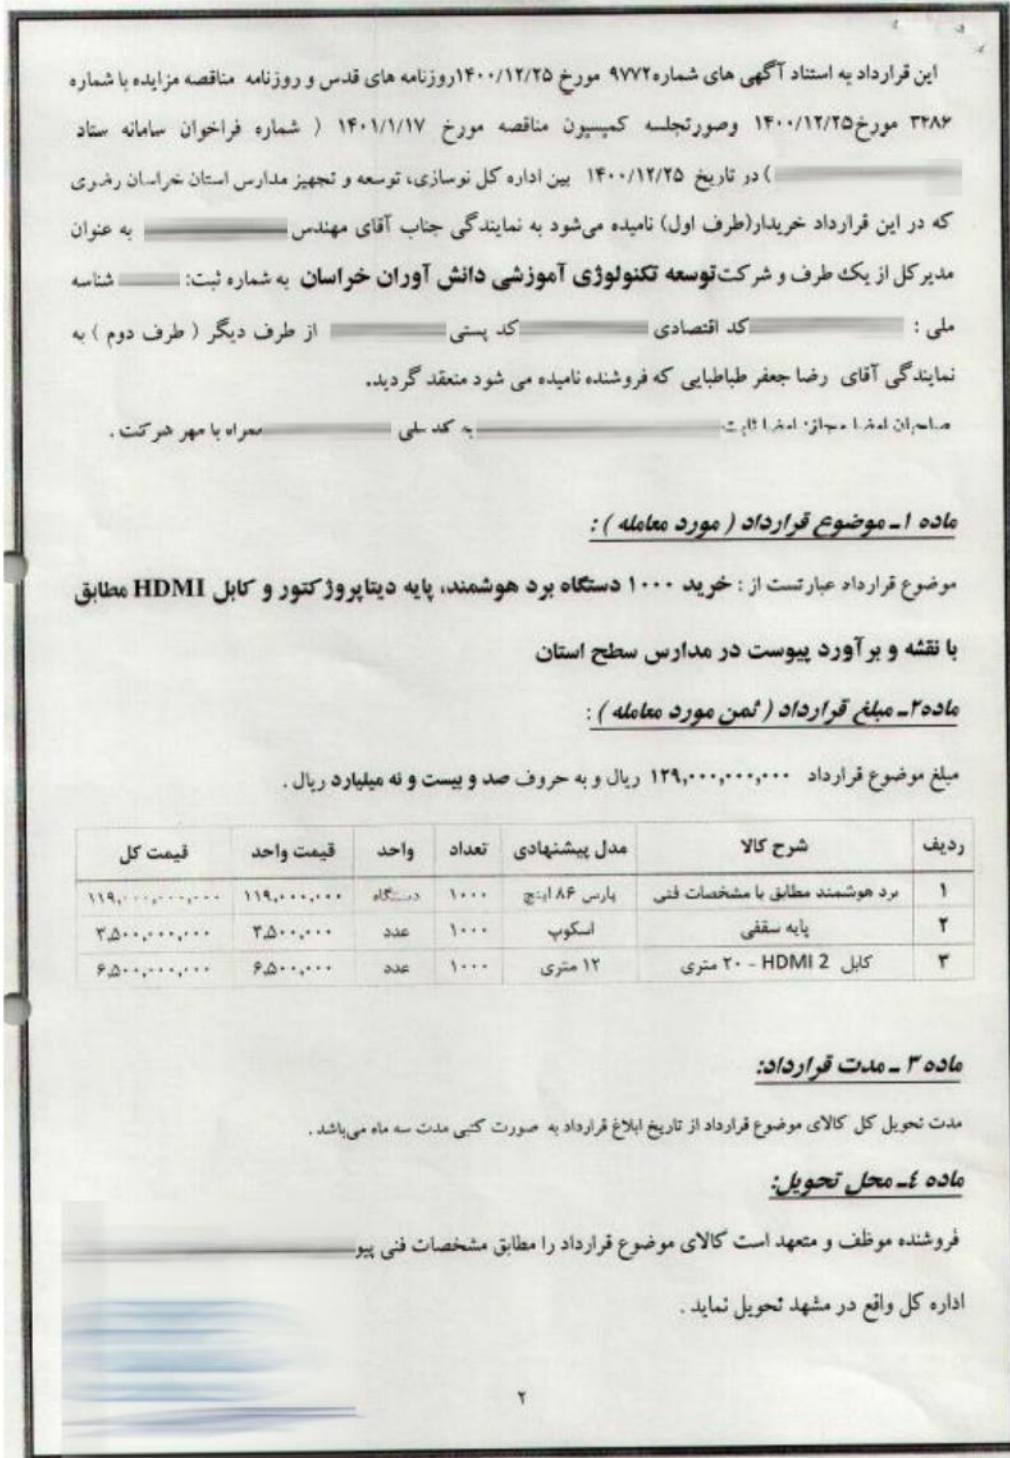 این قرارداد به استناد آگهی های شماره۹۷۷۲ مورخ ۱۴۰۰/۱۲/۲۵روزنامه های قدس و روزنامه مناقصه مزایده با شماره
۳۲۸۶ مورخ۱۴۰۰/۱۲/۲۵ وصورتجلسه کمیسیون مناقصه مورخ ۱۴۰۱/۱/۱۷ ( شماره فراخوان سامانه ستاد
) در تاریخ ۱۴۰۰/۱۲/۲۵ بین اداره کل نوسازی، توسعه و تجهیز مدارس استان خراسان رضوی
که در این قرارداد خریدار(طرف اول) نامیده می‌شود به نمایندگی جناب آقای مهندس به عنوان
مدیرکل از یک طرف و شرکت توسعه تکنولوژی آموزشی دانش آوران خراسان به شماره ثبت: شناسه
ملی : کد اقتصادی کد پستی از طرف دیگر ( طرف دوم ) به
نمایندگی آقای رضا جعفر طباطبایی که فروشنده نامیده می شود منعقد گردید.
صاحبان امضا مجاز: امضا ثابت به کد ملی همراه با مهر شرکت .
ماده ۱ـ موضوع قرارداد ( مورد معامله ) :
موضوع قرارداد عبارتست از : خرید ۱۰۰۰ دستگاه برد هوشمند، پایه دیتاپروژکتور و کابل HDMI مطابق
با نقشه و برآورد پیوست در مدارس سطح استان
ماده۲ـ مبلغ قرارداد ( ثمن مورد معامله ) :
مبلغ موضوع قرارداد ۱۲۹,۰۰۰,۰۰۰,۰۰۰ ریال و به حروف صد و بیست و نه میلیارد ریال .
ردیف شرح کالا مدل پیشنهادی تعداد واحد قیمت واحد قیمت کل
۱ برد هوشمند مطابق با مشخصات فنی پارس ۸۶ اینچ ۱۰۰۰ دستگاه ۱۱۹,۰۰۰,۰۰۰ ۱۱۹,۰۰۰,۰۰۰,۰۰۰
۲ پایه سقفی اسکوپ ۱۰۰۰ عدد ۳,۵۰۰,۰۰۰ ۳,۵۰۰,۰۰۰,۰۰۰
۳ کابل HDMI 2 - ۲۰ متری ۱۲ متری ۱۰۰۰ عدد ۶,۵۰۰,۰۰۰ ۶,۵۰۰,۰۰۰,۰۰۰
ماده ۳ ـ مدت قرارداد:
مدت تحویل کل کالای موضوع قرارداد از تاریخ ابلاغ قرارداد به صورت کتبی مدت سه ماه می‌باشد .
ماده ٤ـ محل تحویل:
فروشنده موظف و متعهد است کالای موضوع قرارداد را مطابق مشخصات فنی پیو
اداره کل واقع در مشهد تحویل نماید .
۲